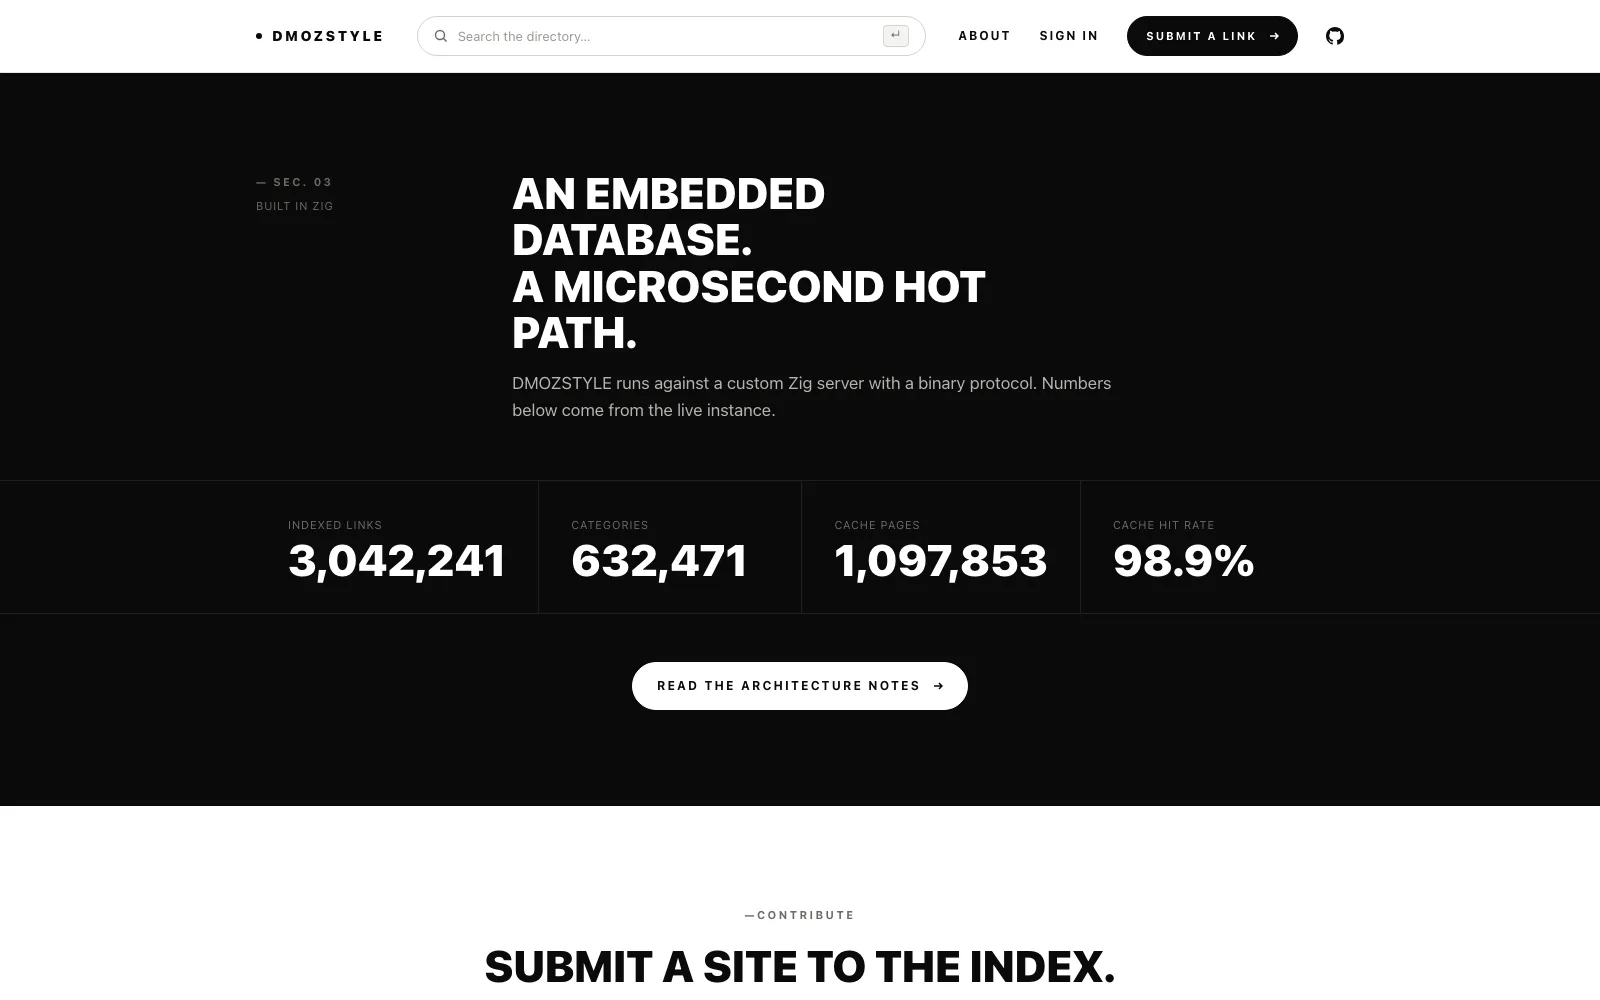 DMOZSTYLE
Search the directory...
ABOUT
SIGN IN
SUBMIT A LINK →
— SEC. 03
BUILT IN ZIG
AN EMBEDDED
DATABASE.
A MICROSECOND HOT
PATH.
DMOZSTYLE runs against a custom Zig server with a binary protocol. Numbers
below come from the live instance.
INDEXED LINKS
3,042,241
CATEGORIES
632,471
CACHE PAGES
1,097,853
CACHE HIT RATE
98.9%
READ THE ARCHITECTURE NOTES →
—CONTRIBUTE
SUBMIT A SITE TO THE INDEX.